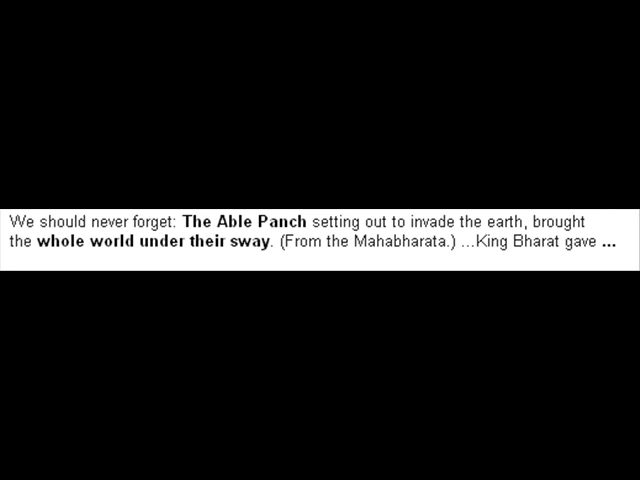 We should never forget: The Able Panch setting out to invade the earth, brought
the whole world under their sway. (From the Mahabharata.) ...King Bharat gave ...